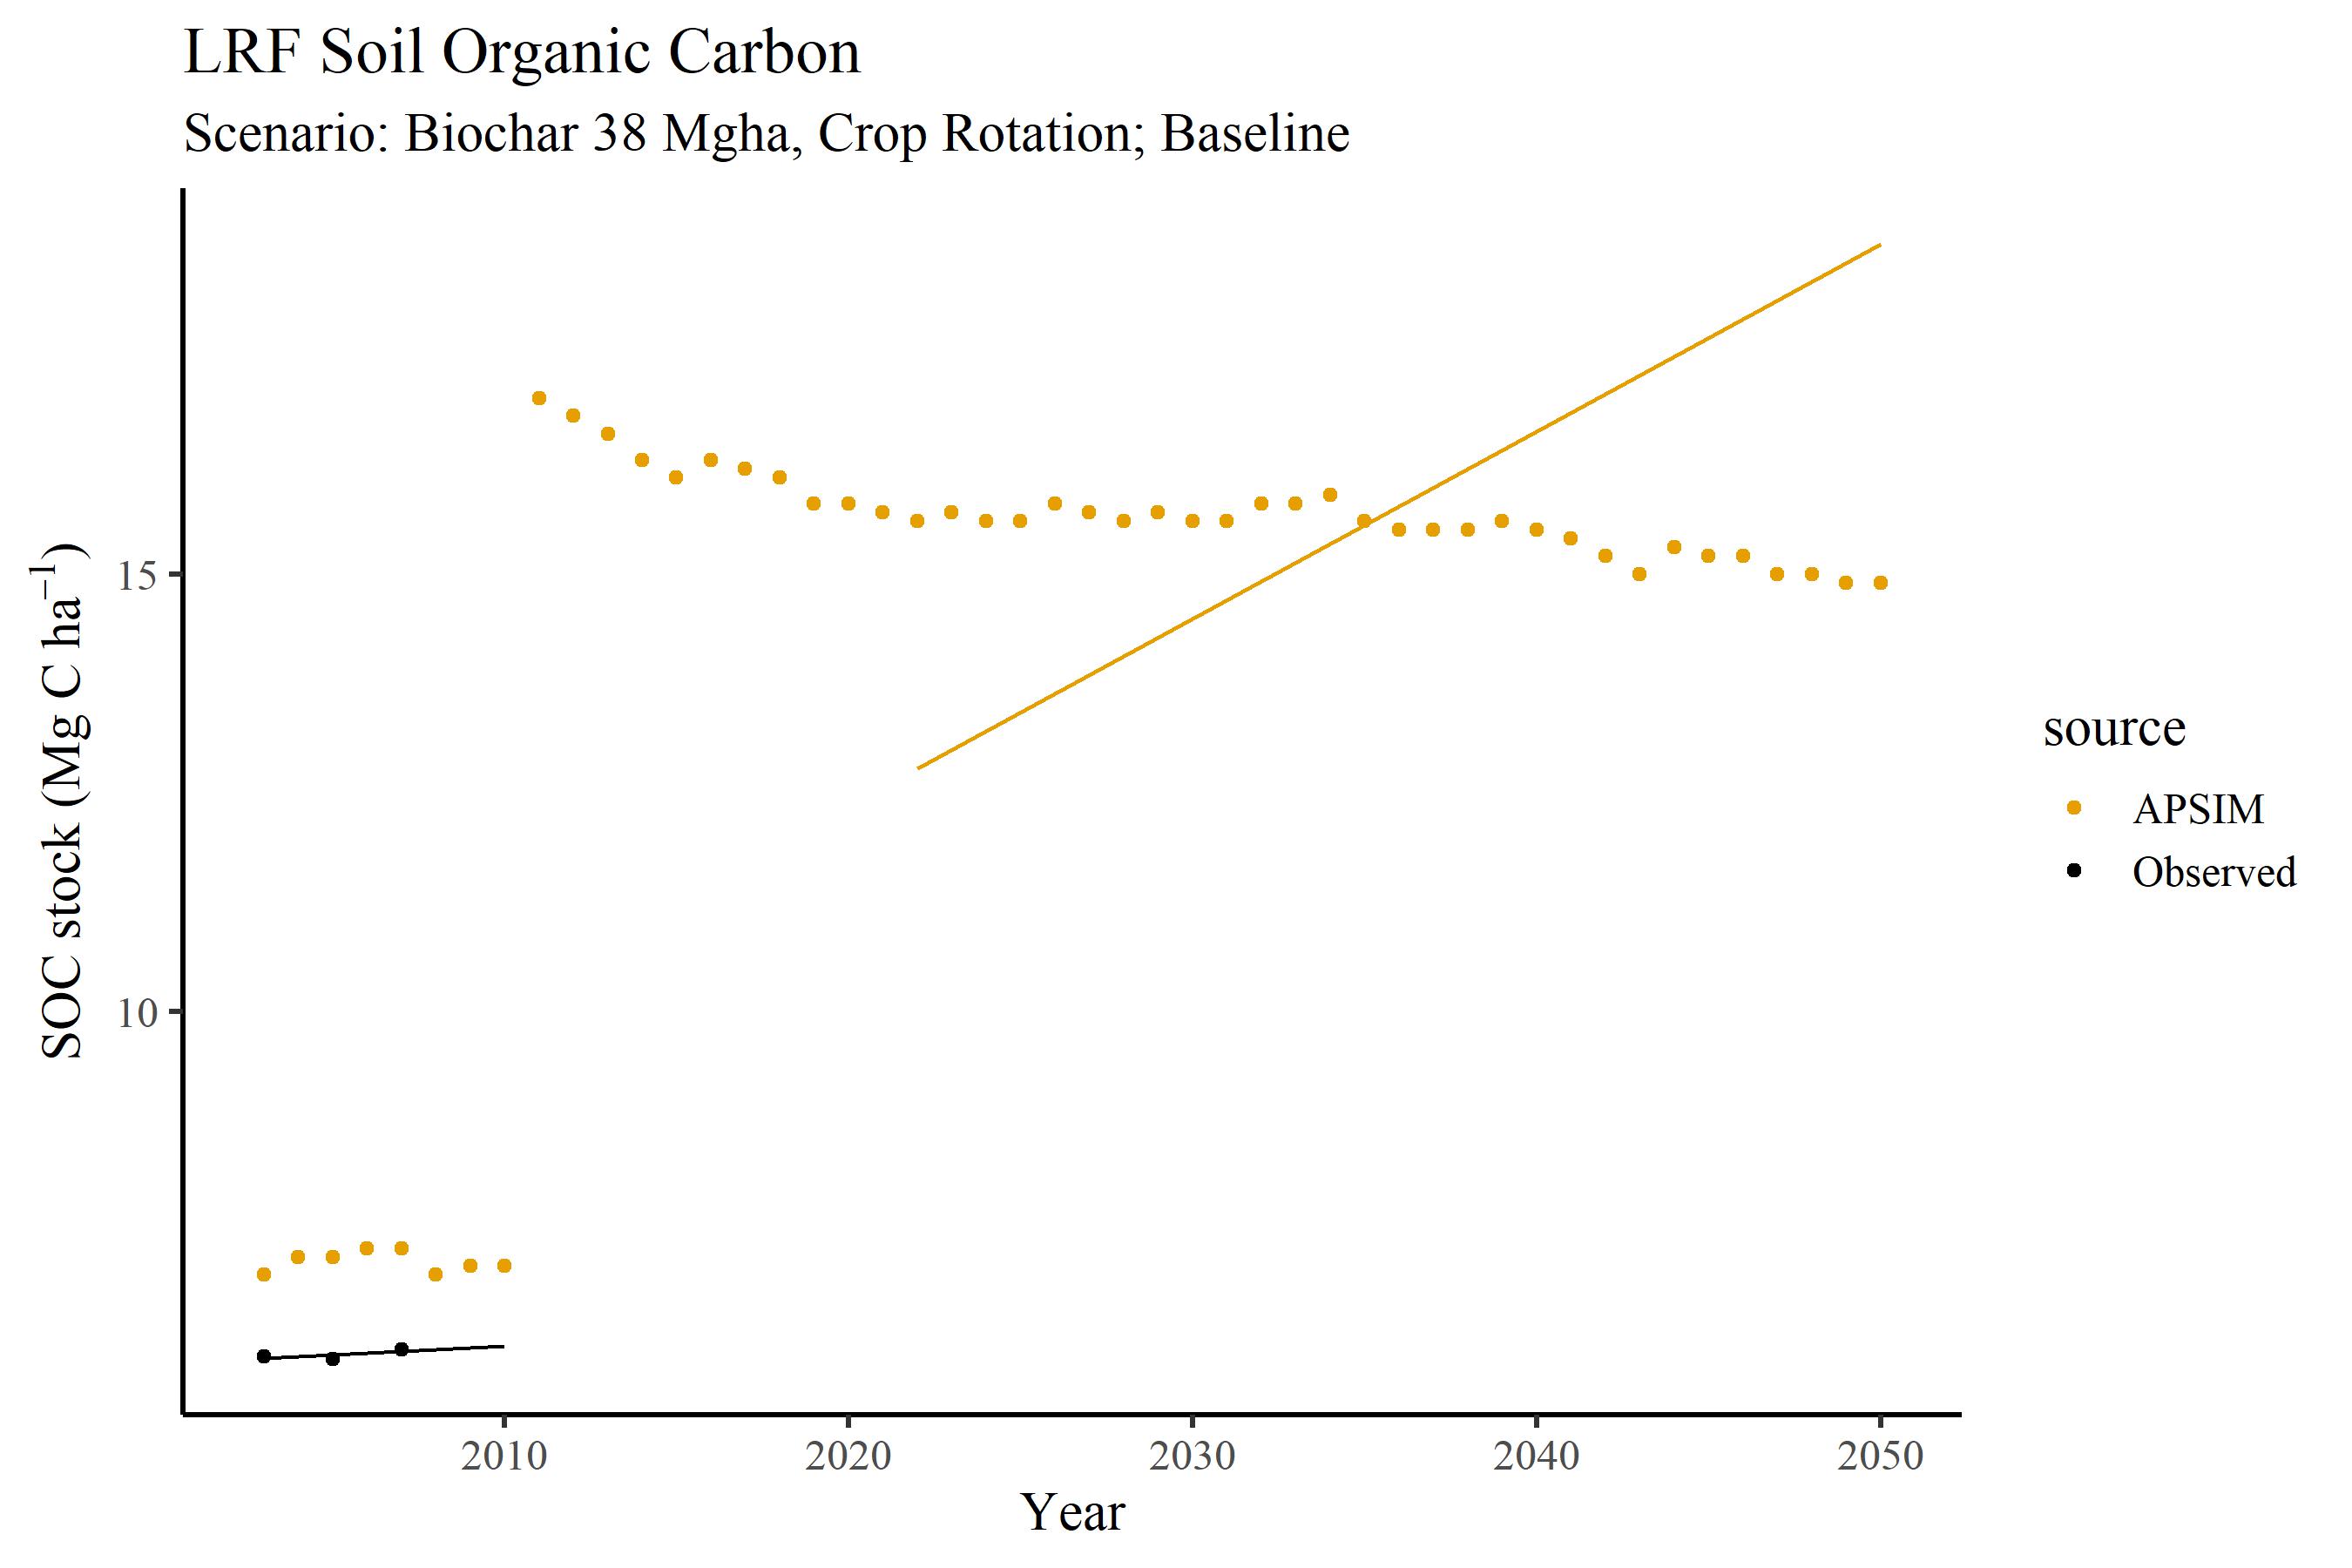 LRF Soil Organic Carbon
Scenario: Biochar 38 Mgha, Crop Rotation; Baseline
SOC stock (Mg C ha⁻¹)
15
10
2010 2020 2030 2040 2050
Year
source
APSIM
Observed